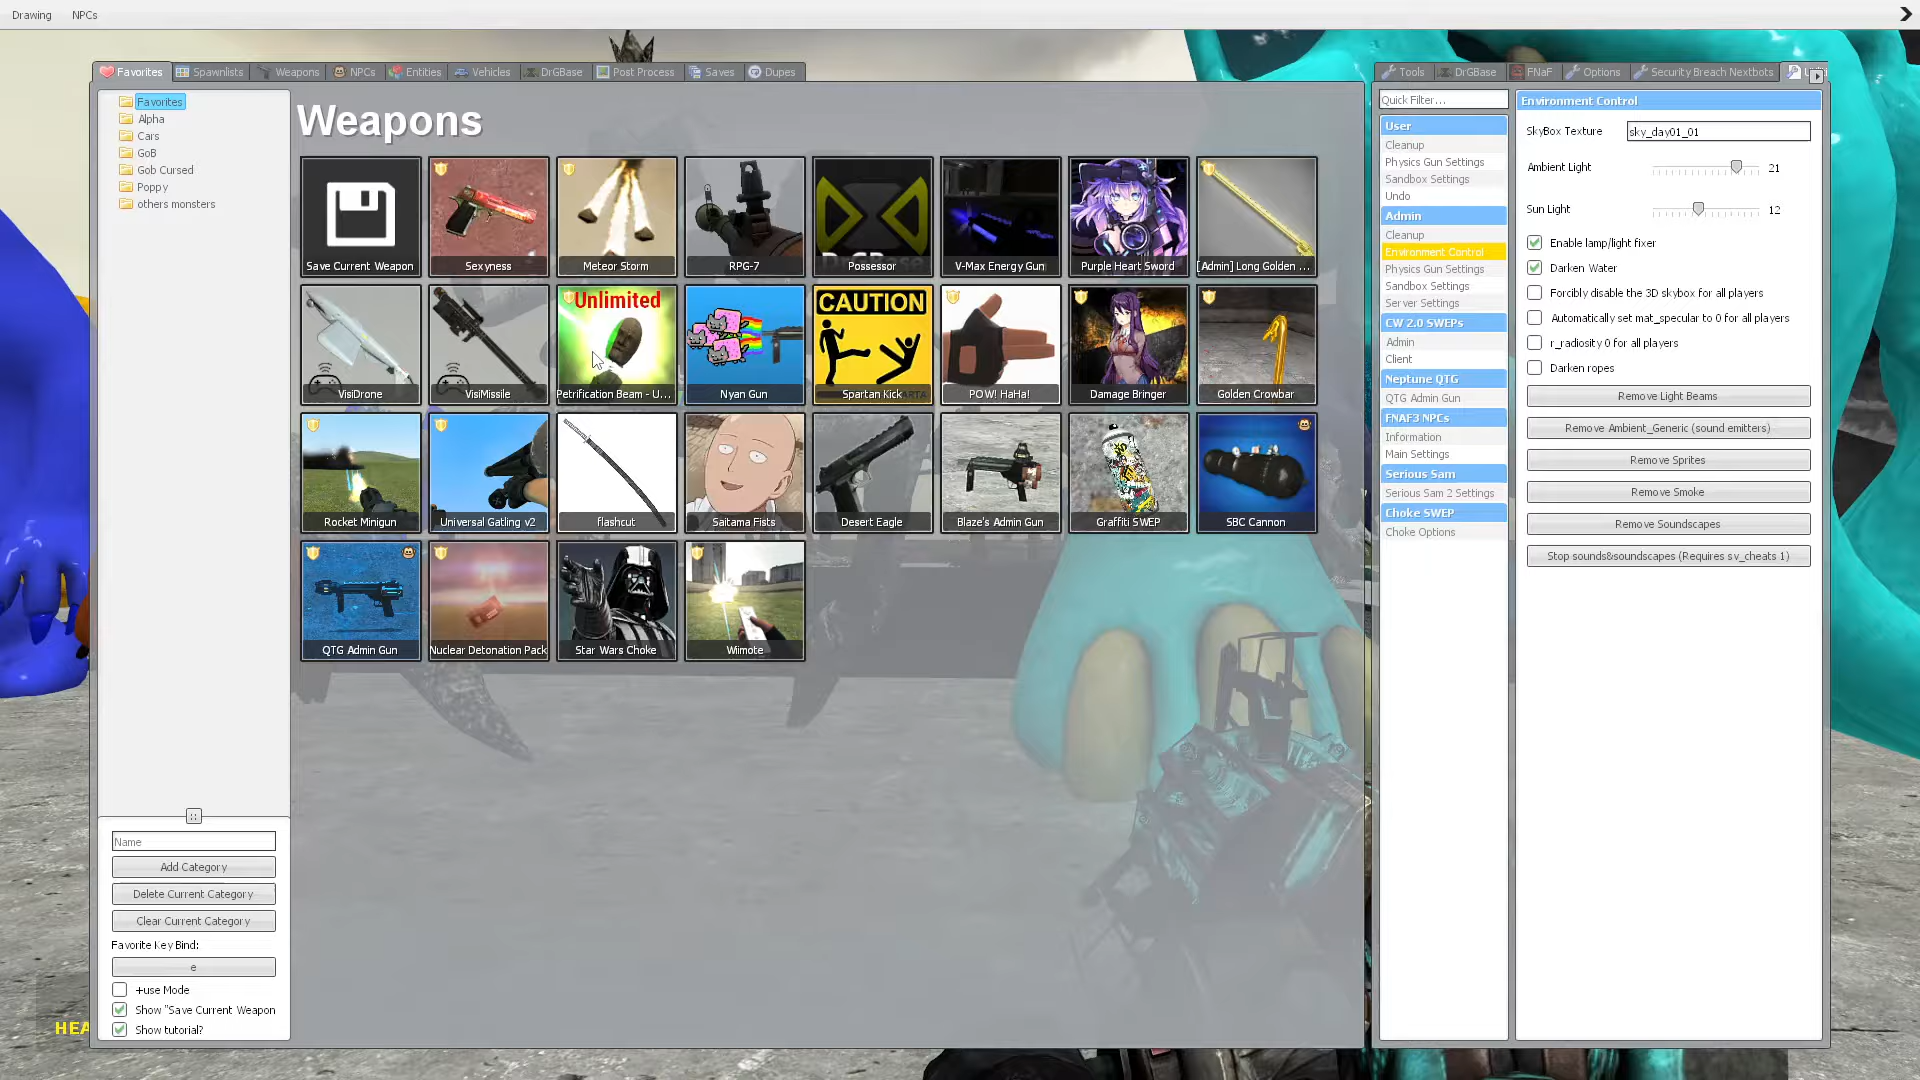 Drawing NPCs
Favorites Spawnlists Weapons NPCs Entities Vehicles DrGBase Post Process Saves Dupes
Favorites
Alpha
Cars
GoB
Gob Cursed
Poppy
others monsters
Name
Add Category
Delete Current Category
Clear Current Category
Favorite Key Bind:
e
+use Mode
Show "Save Current Weapon
Show tutorial?
HEA
Weapons
Save Current Weapon
Sexyness
Meteor Storm
RPG-7
Possessor
V-Max Energy Gun
Purple Heart Sword
[Admin] Long Golden ...
VisiDrone
VisiMissile
Unlimited
Petrification Beam - U...
Nyan Gun
CAUTION
Spartan Kick
POW! HaHa!
Damage Bringer
Golden Crowbar
Rocket Minigun
Universal Gatling v2
flashcut
Saitama Fists
Desert Eagle
Blaze's Admin Gun
Graffiti SWEP
SBC Cannon
QTG Admin Gun
Nuclear Detonation Pack
Star Wars Choke
Wiimote
Tools DrGBase FNaF Options Security Breach Nextbots
Quick Filter...
User
Cleanup
Physics Gun Settings
Sandbox Settings
Undo
Admin
Cleanup
Environment Control
Physics Gun Settings
Sandbox Settings
Server Settings
CW 2.0 SWEPs
Admin
Client
Neptune QTG
QTG Admin Gun
FNAF3 NPCs
Information
Main Settings
Serious Sam
Serious Sam 2 Settings
Choke SWEP
Choke Options
Environment Control
SkyBox Texture sky_day01_01
Ambient Light 21
Sun Light 12
Enable lamp/light fixer
Darken Water
Forcibly disable the 3D skybox for all players
Automatically set mat_specular to 0 for all players
r_radiosity 0 for all players
Darken ropes
Remove Light Beams
Remove Ambient_Generic (sound emitters)
Remove Sprites
Remove Smoke
Remove Soundscapes
Stop sounds&soundscapes (Requires sv_cheats 1)